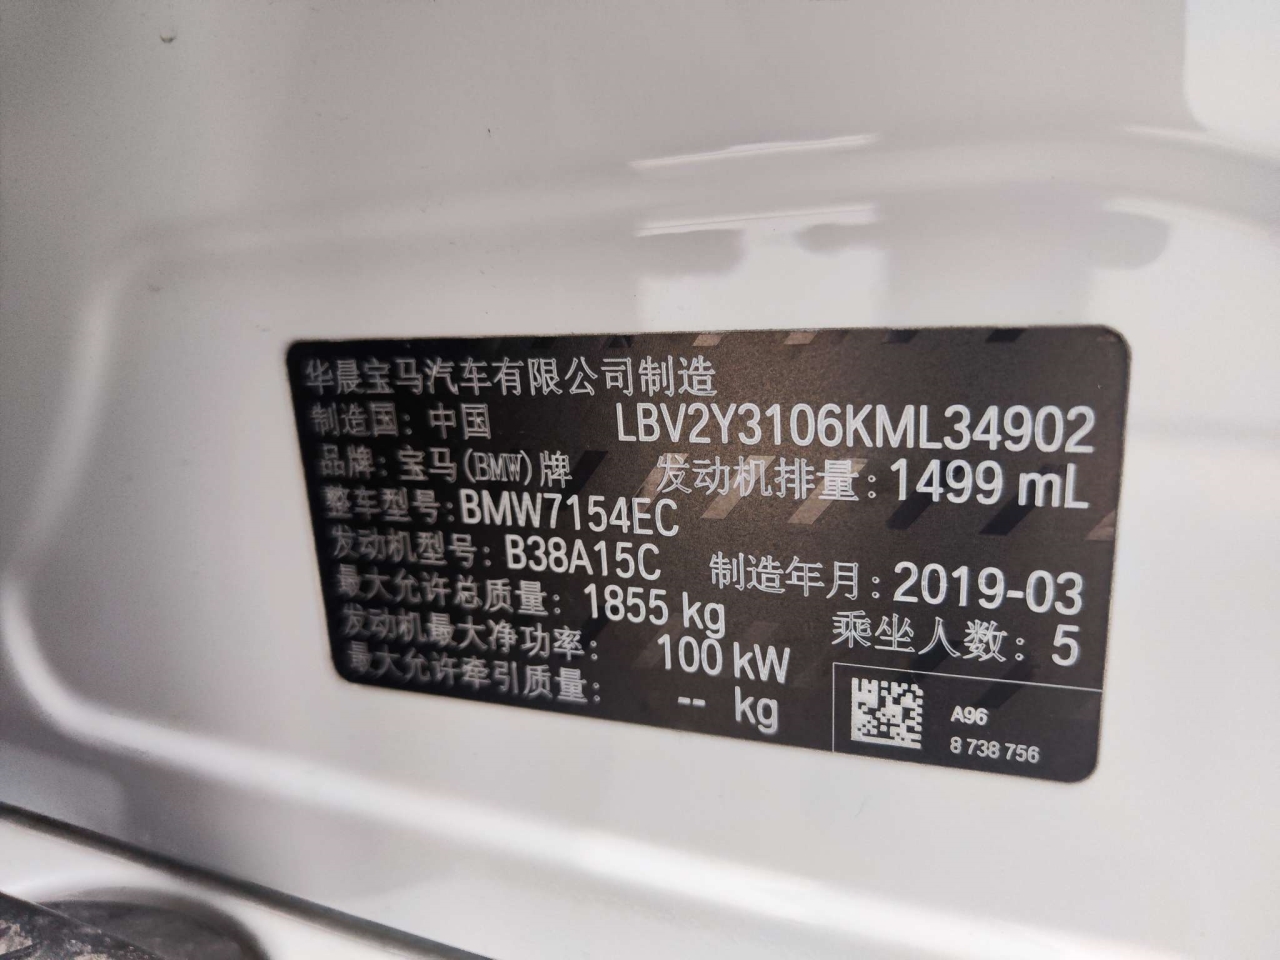 华晨宝马汽车有限公司制造
制造国：中国 LBV2Y3106KML34902
品牌：宝马(BMW)牌 发动机排量：1499 mL
整车型号：BMW7154EC
发动机型号：B38A15C 制造年月：2019-03
最大允许总质量：1855 kg 乘坐人数：5
发动机最大净功率：100 kW
最大允许牵引质量：-- kg
A96
8 738 756